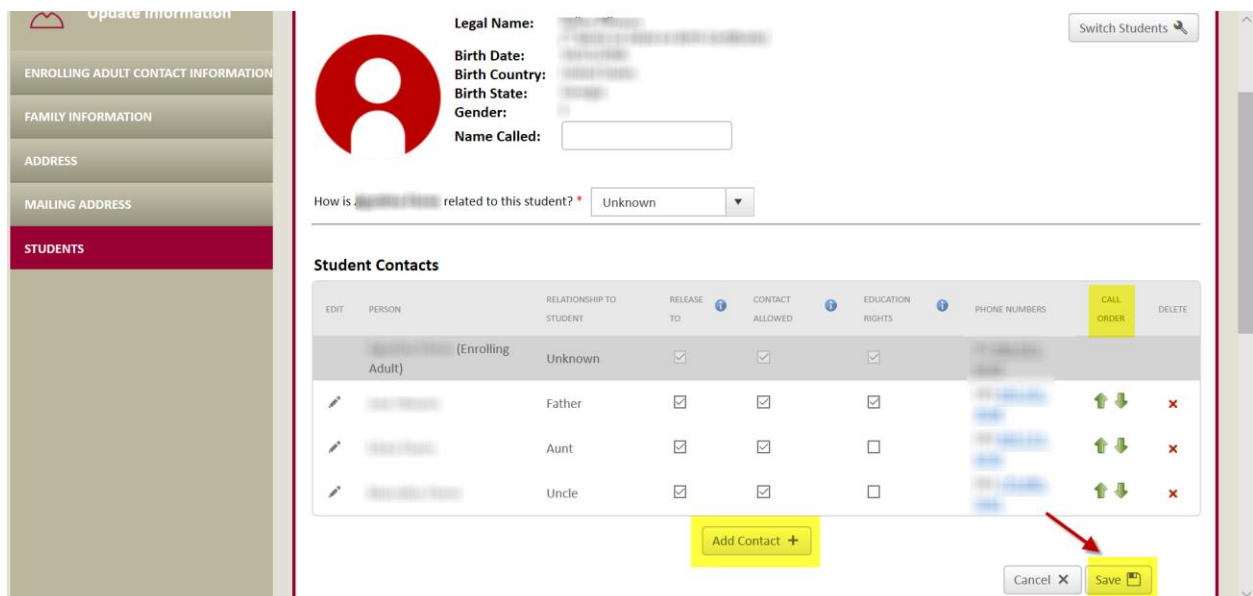 Update Information
ENROLLING ADULT CONTACT INFORMATION
FAMILY INFORMATION
ADDRESS
MAILING ADDRESS
STUDENTS
Legal Name:
Birth Date:
Birth Country:
Birth State:
Gender:
Name Called:
Switch Students
How is related to this student? * Unknown
Student Contacts
EDIT PERSON RELATIONSHIP TO STUDENT RELEASE TO CONTACT ALLOWED EDUCATION RIGHTS PHONE NUMBERS CALL ORDER DELETE
(Enrolling Adult) Unknown
Father
Aunt
Uncle
Add Contact +
Cancel X Save